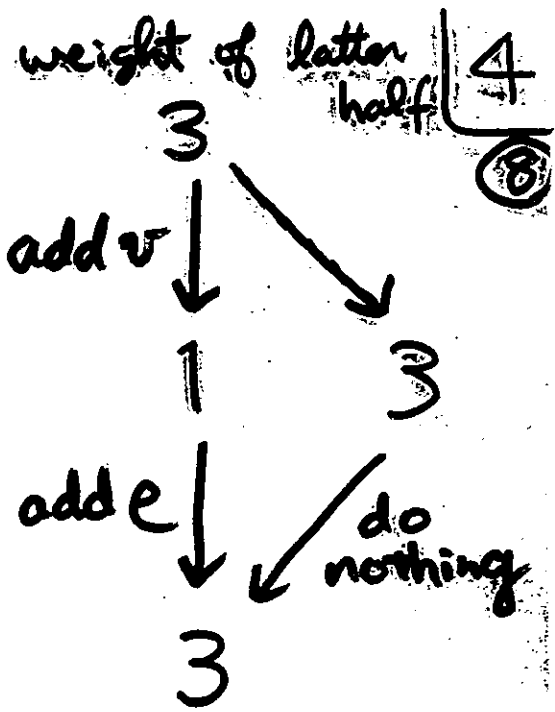 weight of latter
half
4
8
3
add v
1
3
add e
do
nothing
3